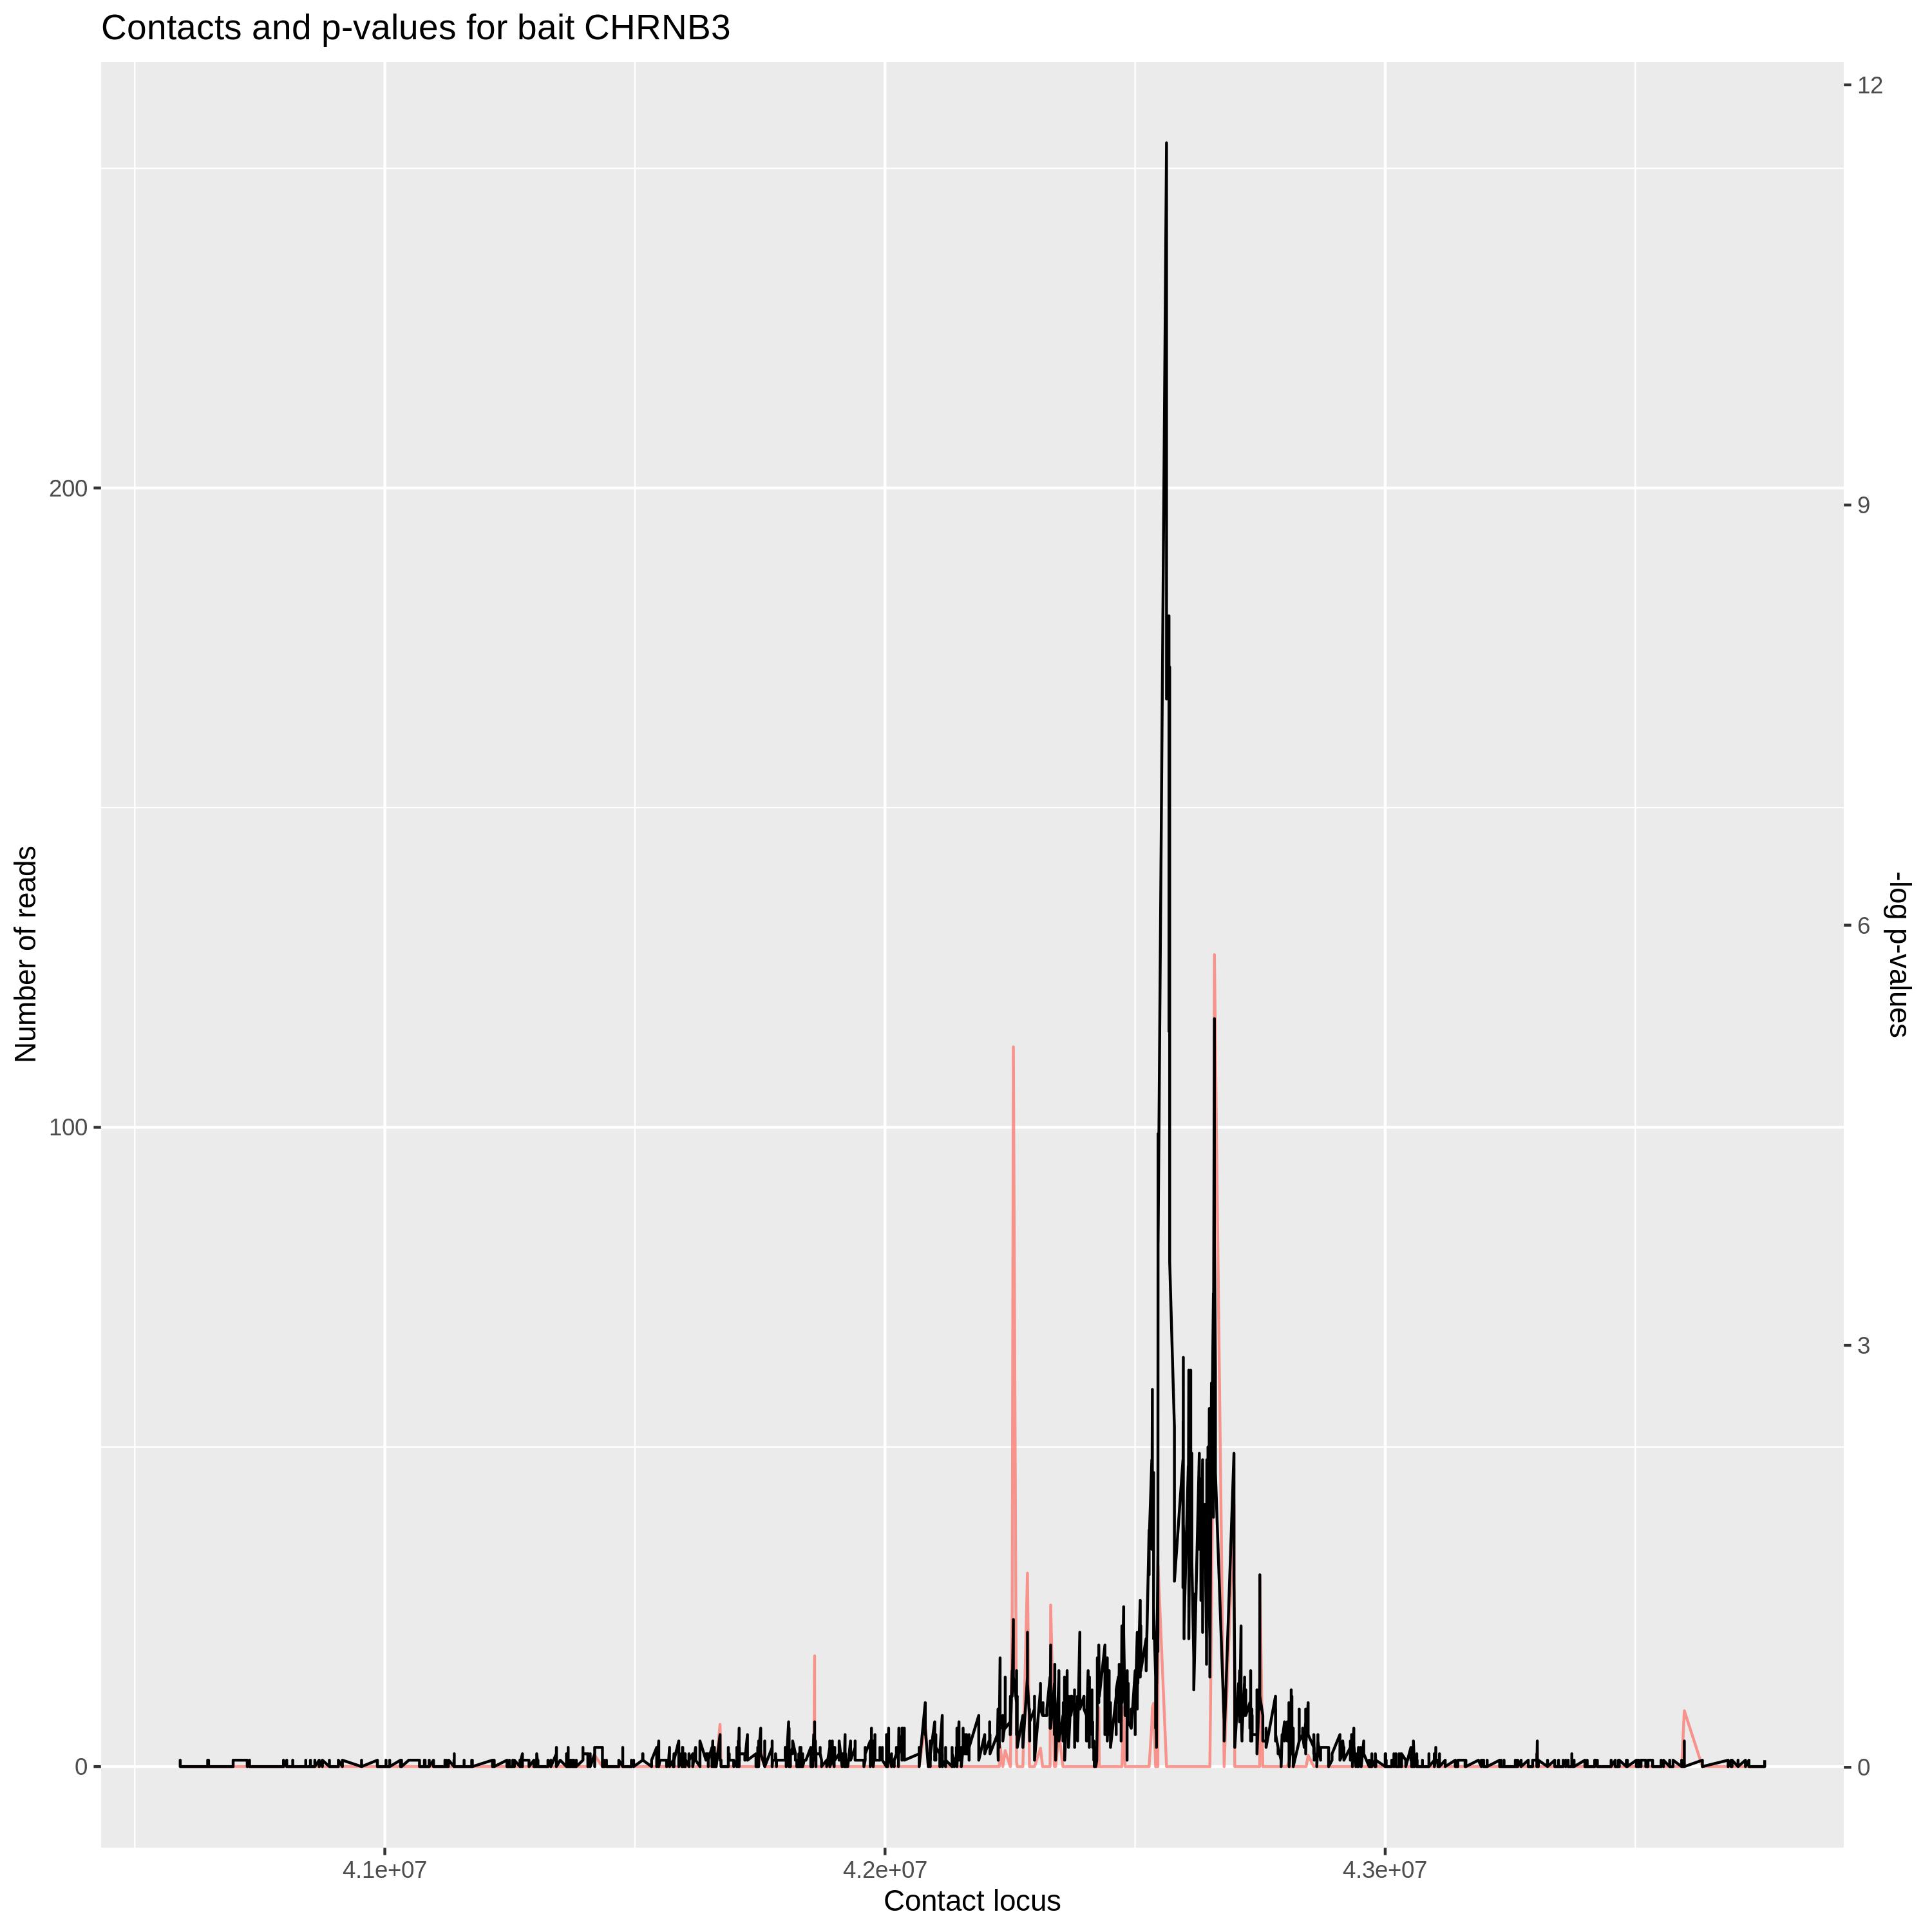 Contacts and p-values for bait CHRNB3
12
200
9
Number of reads
-log p-values
6
100
3
0
0
4.1e+07
4.2e+07
4.3e+07
Contact locus